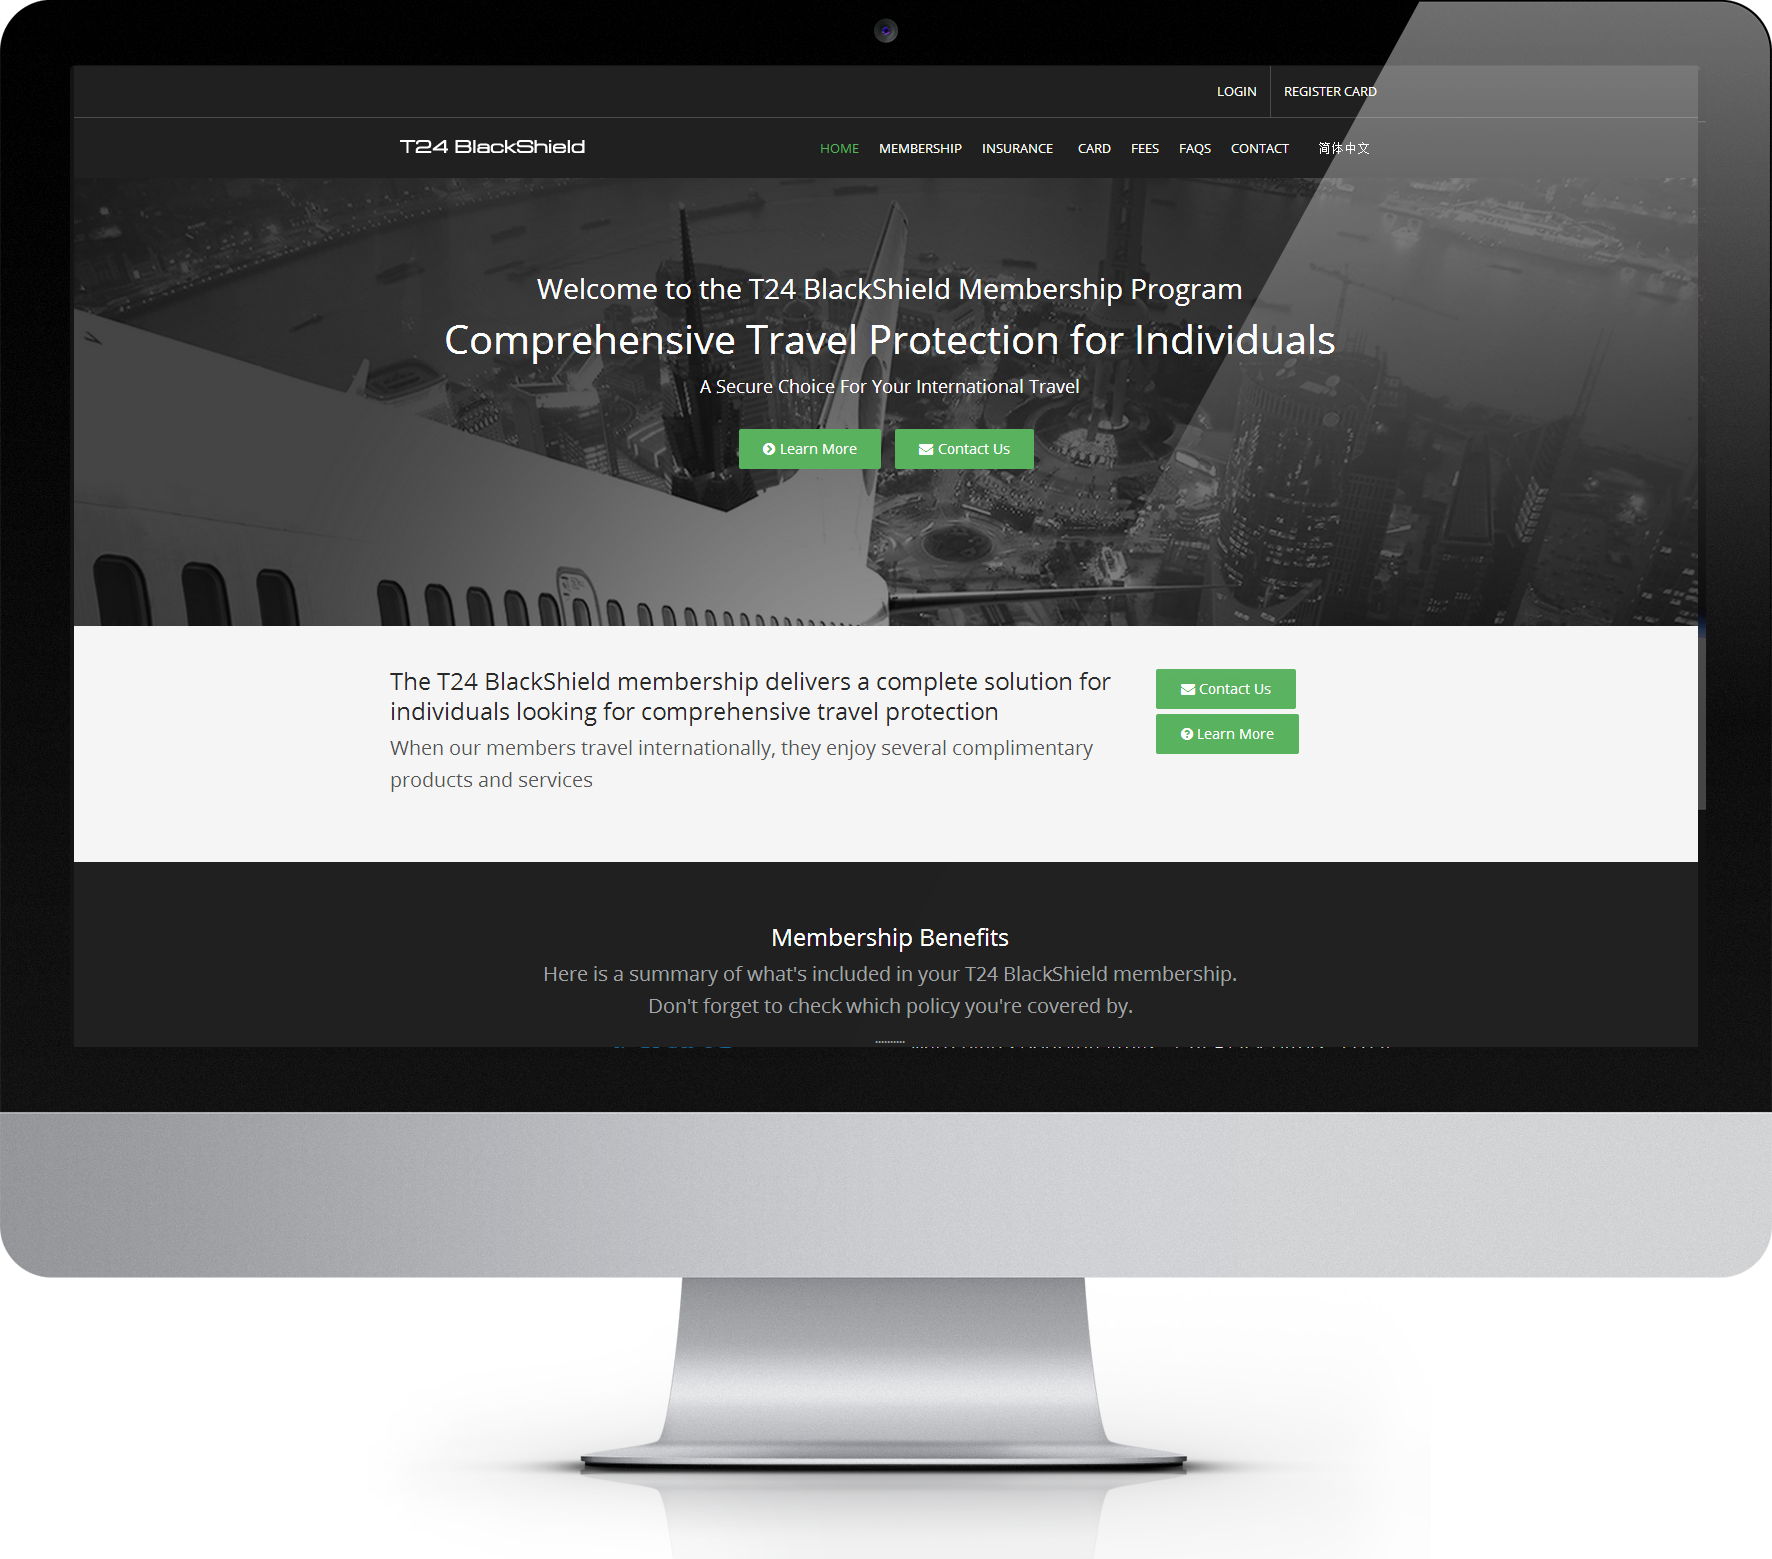 LOGIN
REGISTER CARD
T24 BlackShield
HOME MEMBERSHIP INSURANCE CARD FEES FAQS CONTACT 简体中文
Welcome to the T24 BlackShield Membership Program
Comprehensive Travel Protection for Individuals
A Secure Choice For Your International Travel
Learn More
Contact Us
The T24 BlackShield membership delivers a complete solution for
individuals looking for comprehensive travel protection
When our members travel internationally, they enjoy several complimentary
products and services
Contact Us
Learn More
Membership Benefits
Here is a summary of what's included in your T24 BlackShield membership.
Don't forget to check which policy you're covered by.